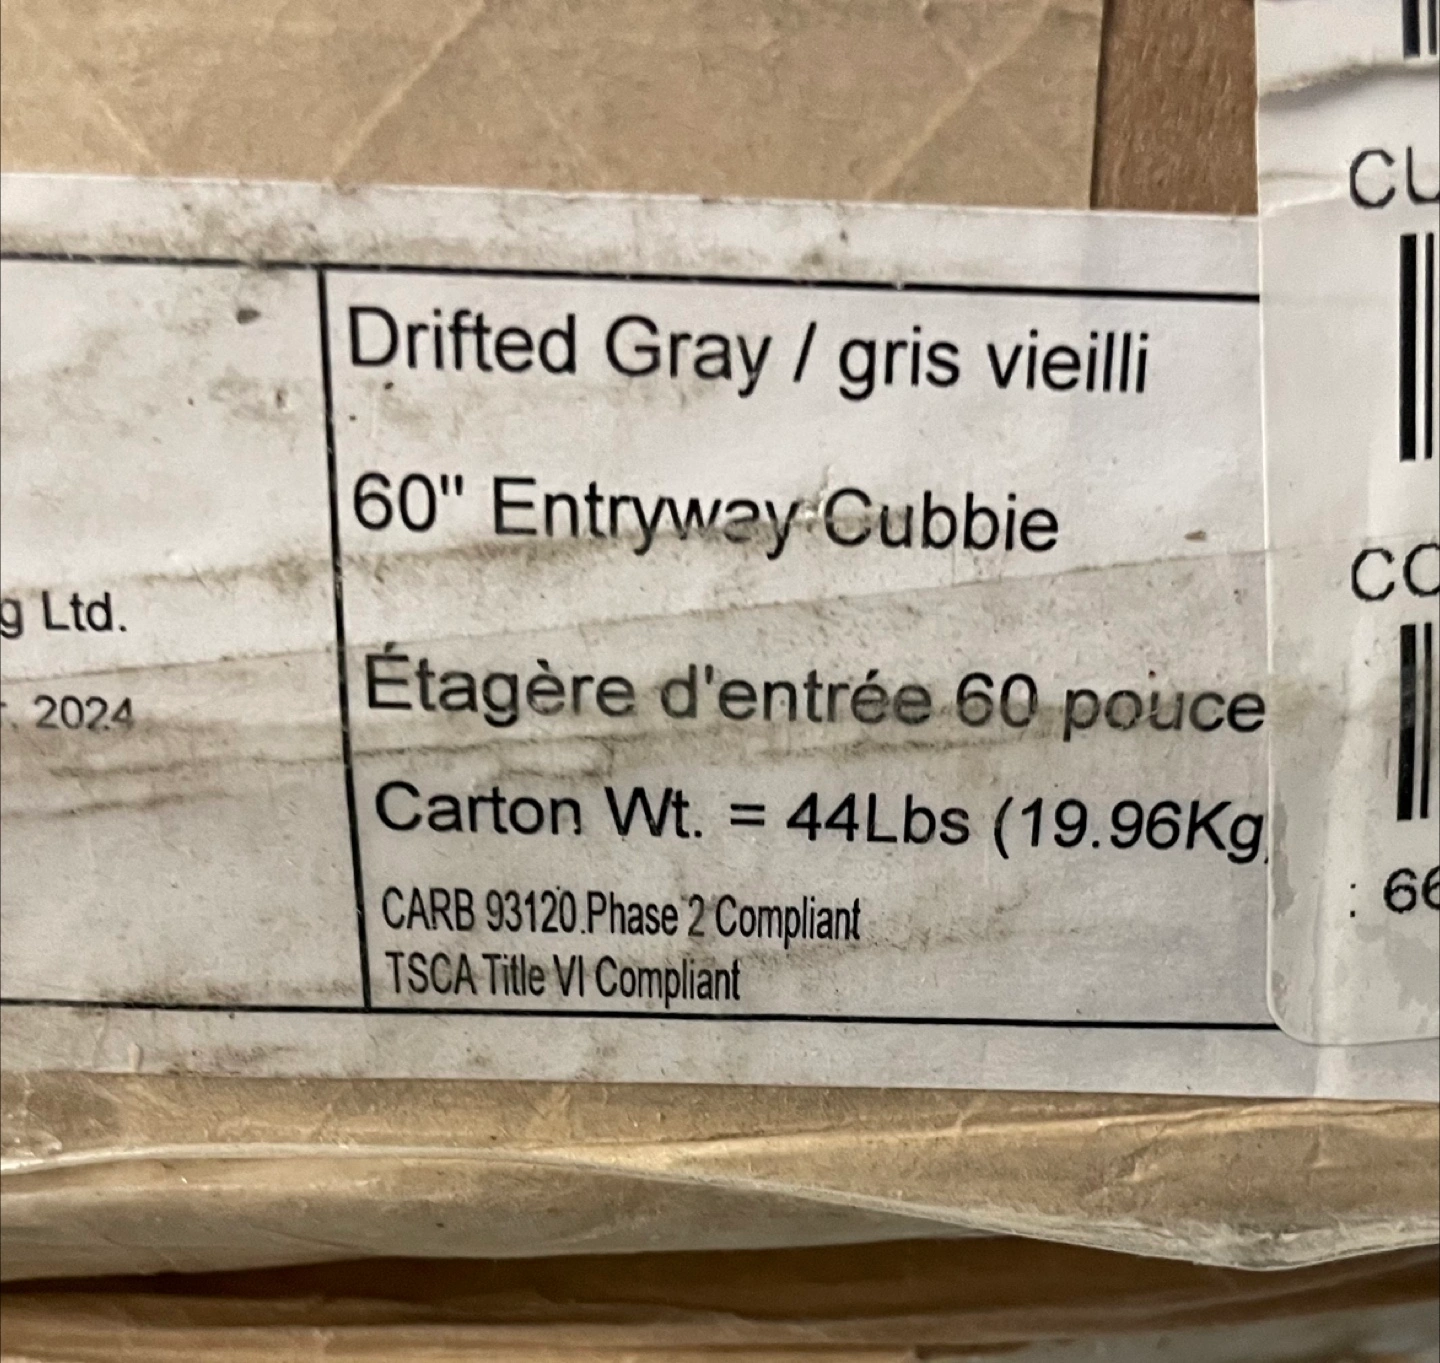 Drifted Gray / gris vieilli
60" Entryway Cubbie
g Ltd.
Étagère d'entrée 60 pouce
. 2024
Carton Wt. = 44Lbs (19.96Kg
CARB 93120.Phase 2 Compliant
TSCA Title VI Compliant
CU
CO
: 66